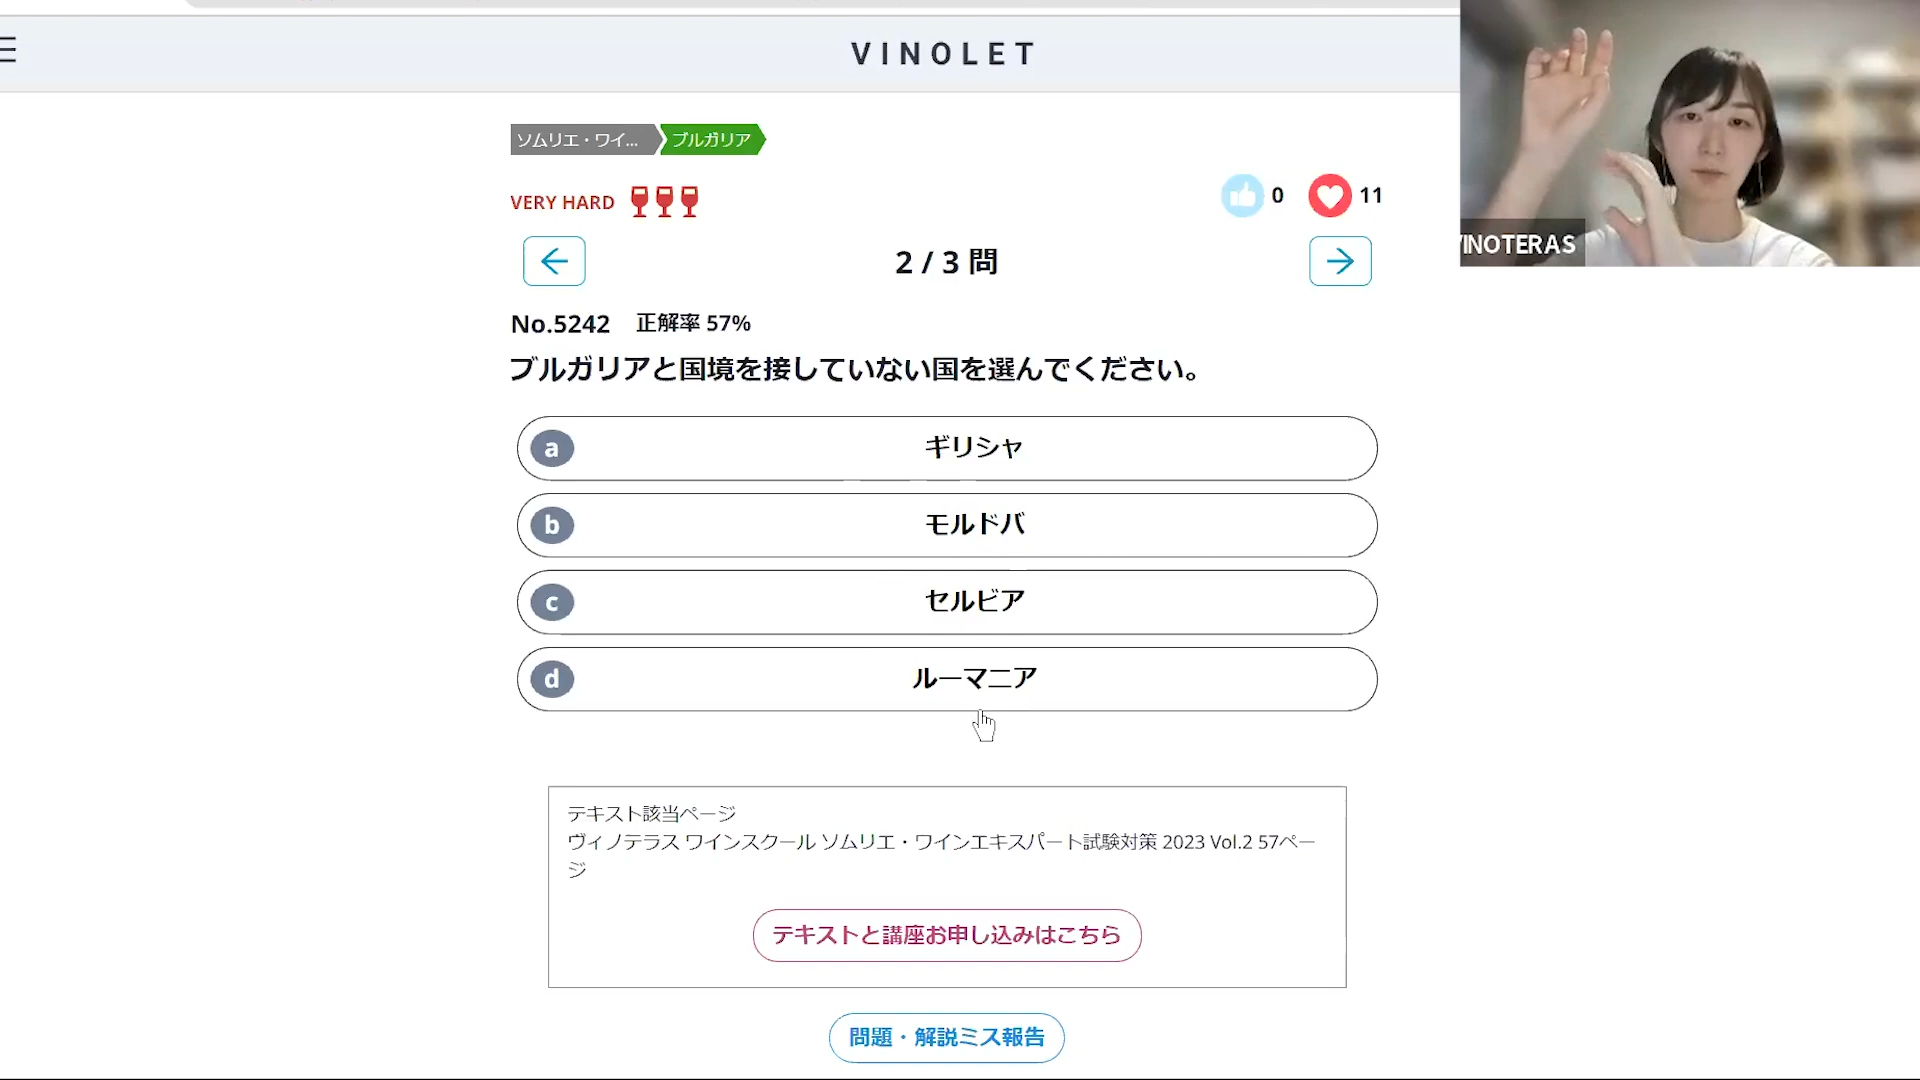 VINOLET
ソムリエ・ワイ...
ブルガリア
VERY HARD
0
11
2 / 3 問
No.5242 正解率 57%
ブルガリアと国境を接していない国を選んでください。
a ギリシャ
b モルドバ
c セルビア
d ルーマニア
テキスト該当ページ
ヴィノテラス ワインスクール ソムリエ・ワインエキスパート試験対策 2023 Vol.2 57ペー
ジ
テキストと講座お申し込みはこちら
問題・解説ミス報告
VINOTERAS